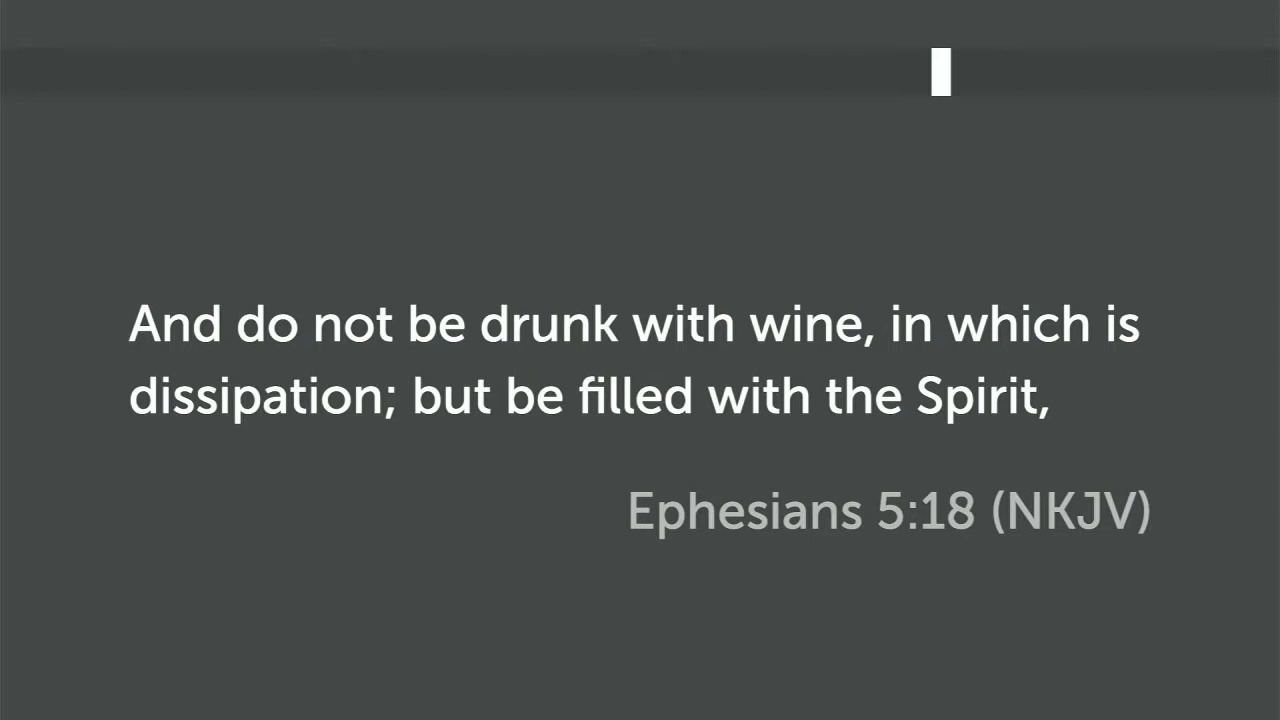 And do not be drunk with wine, in which is
dissipation; but be filled with the Spirit,
Ephesians 5:18 (NKJV)